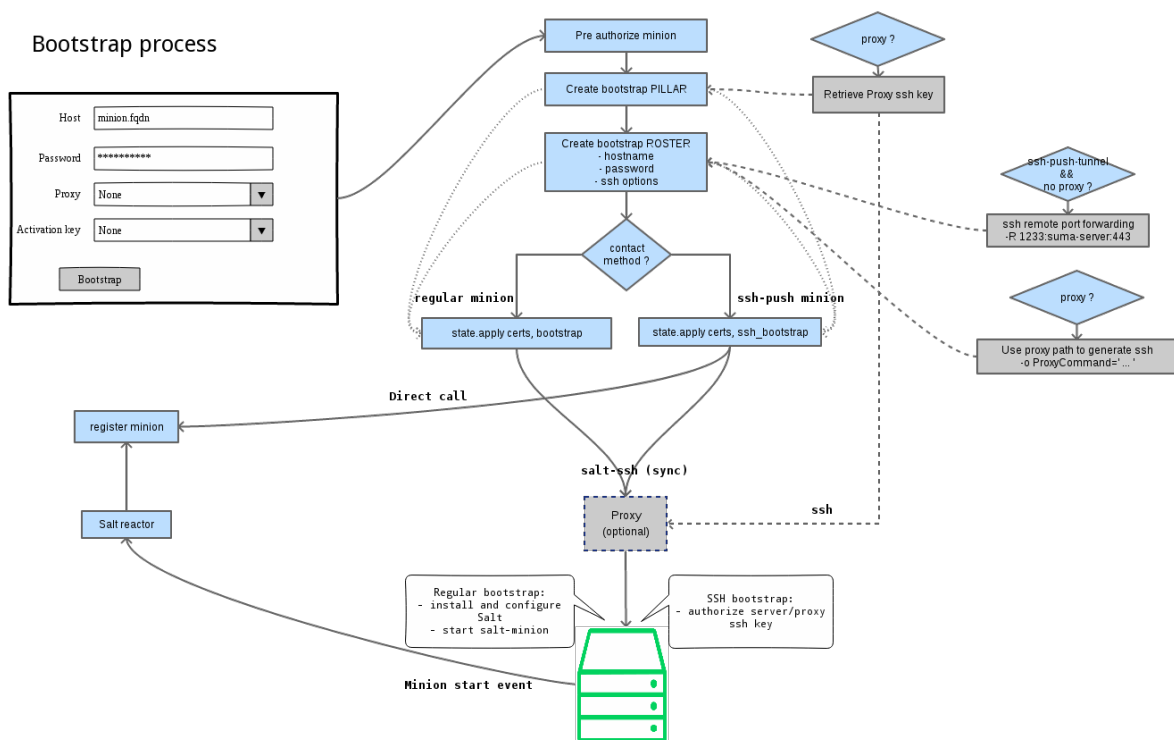 Bootstrap process
Host
minion.fqdn
Password
**********
Proxy
None
Activation key
None
Bootstrap
Pre authorize minion
Create bootstrap PILLAR
Create bootstrap ROSTER
- hostname
- password
- ssh options
contact
method ?
regular minion
ssh-push minion
state.apply certs, bootstrap
state.apply certs, ssh_bootstrap
proxy ?
Retrieve Proxy ssh key
ssh-push-tunnel
&&
no proxy ?
ssh remote port forwarding
-R 1233:suma-server:443
proxy ?
Use proxy path to generate ssh
-o ProxyCommand=' ... '
Direct call
register minion
salt-ssh (sync)
Proxy
(optional)
ssh
Salt reactor
Regular bootstrap:
- install and configure
Salt
- start salt-minion
SSH bootstrap:
- authorize server/proxy
ssh key
Minion start event